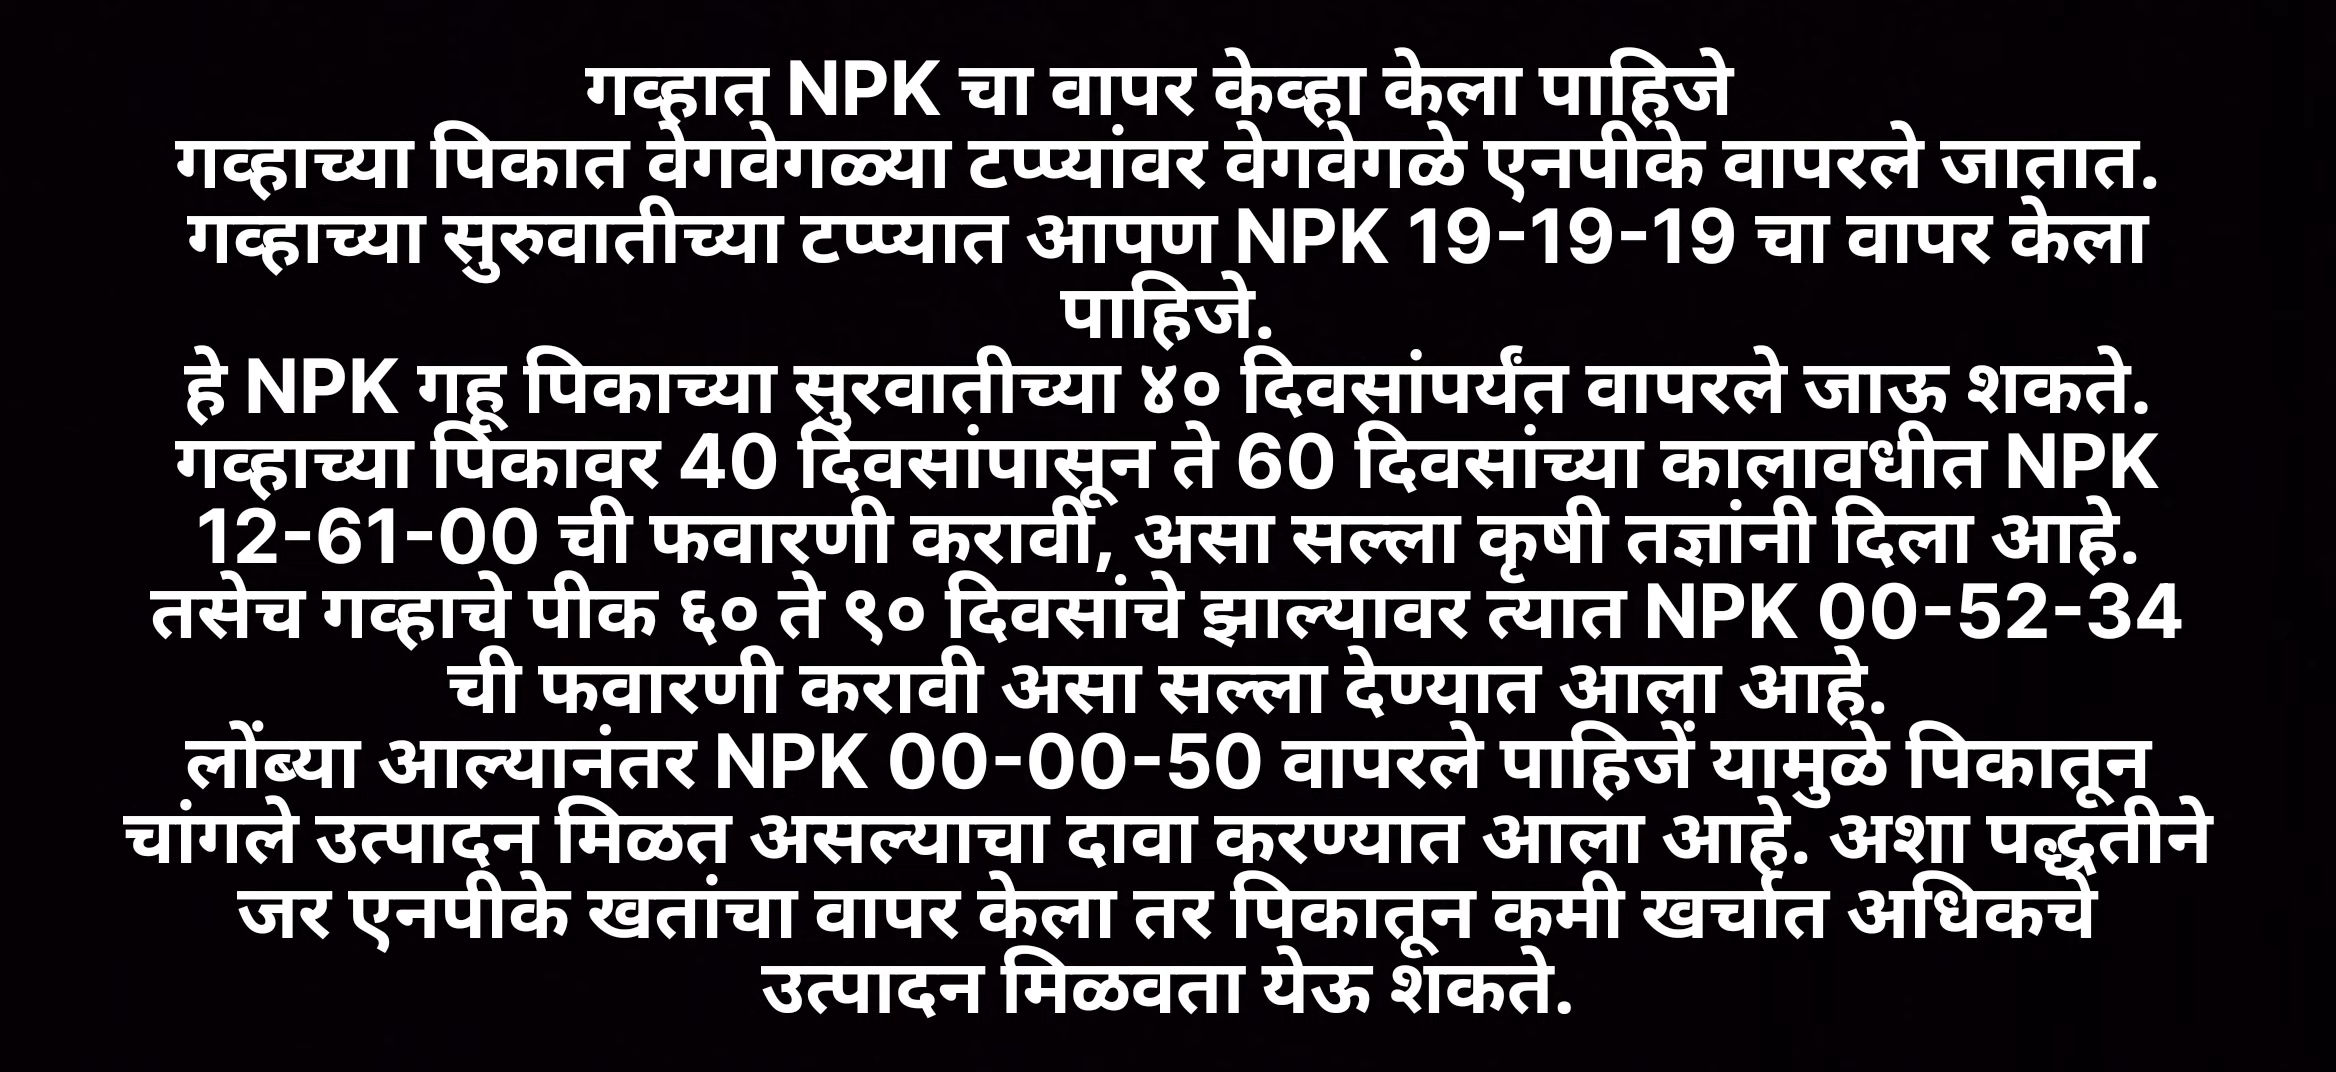 गव्हात NPK चा वापर केव्हा केला पाहिजे
गव्हाच्या पिकात वेगवेगळ्या टप्प्यांवर वेगवेगळे एनपीके वापरले जातात.
गव्हाच्या सुरुवातीच्या टप्प्यात आपण NPK 19-19-19 चा वापर केला
पाहिजे.
हे NPK गहू पिकाच्या सुरवातीच्या ४० दिवसांपर्यंत वापरले जाऊ शकते.
गव्हाच्या पिकावर 40 दिवसांपासून ते 60 दिवसांच्या कालावधीत NPK
12-61-00 ची फवारणी करावी, असा सल्ला कृषी तज्ञांनी दिला आहे.
तसेच गव्हाचे पीक ६० ते ९० दिवसांचे झाल्यावर त्यात NPK 00-52-34
ची फवारणी करावी असा सल्ला देण्यात आला आहे.
लोंब्या आल्यानंतर NPK 00-00-50 वापरले पाहिजें यामुळे पिकातून
चांगले उत्पादन मिळत असल्याचा दावा करण्यात आला आहे. अशा पद्धतीने
जर एनपीके खतांचा वापर केला तर पिकातून कमी खर्चात अधिकचे
उत्पादन मिळवता येऊ शकते.